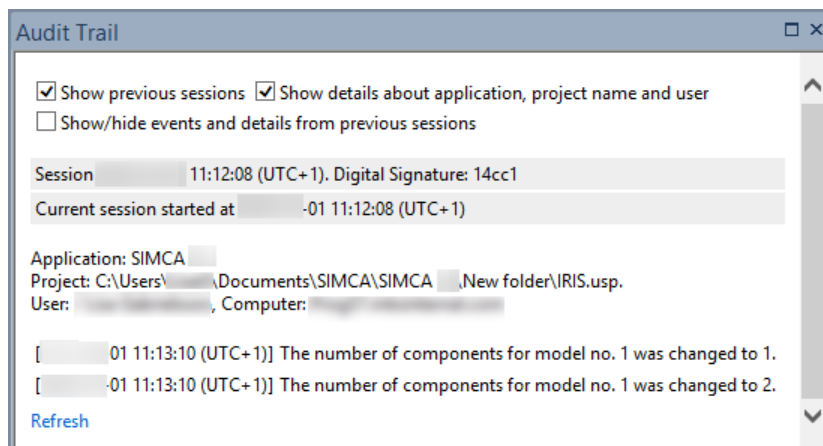 Audit Trail
Show previous sessions Show details about application, project name and user
Show/hide events and details from previous sessions
Session 11:12:08 (UTC+1). Digital Signature: 14cc1
Current session started at -01 11:12:08 (UTC+1)
Application: SIMCA
Project: C:\Users\ \Documents\SIMCA\SIMCA \New folder\IRIS.usp.
User: , Computer:
[ 01 11:13:10 (UTC+1)] The number of components for model no. 1 was changed to 1.
[ -01 11:13:10 (UTC+1)] The number of components for model no. 1 was changed to 2.
Refresh